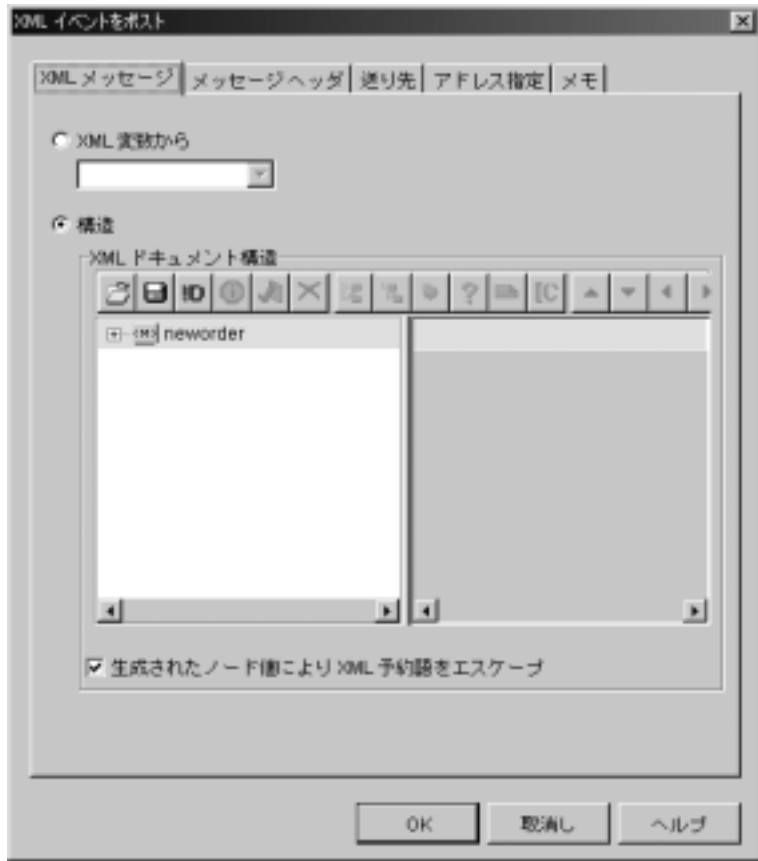 XML イベントをポスト
XML メッセージ メッセージヘッダ 送り先 アドレス指定 メモ
XML 変数から
構造
XML ドキュメント構造
!D ? [C
neworder
生成されたノード値により XML 予約語をエスケープ
OK 取消し ヘルプ